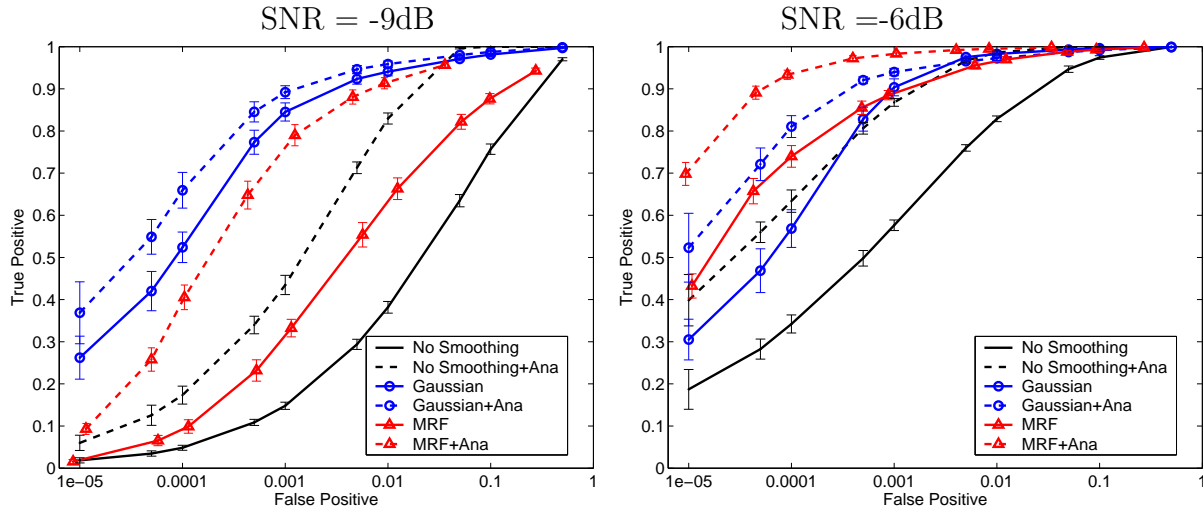 SNR = -9dB
SNR =-6dB
True Positive
1
0.9
0.8
0.7
0.6
0.5
0.4
0.3
0.2
0.1
0
1e-05
0.0001
0.001
0.01
0.1
1
False Positive
No Smoothing
No Smoothing+Ana
Gaussian
Gaussian+Ana
MRF
MRF+Ana
True Positive
1
0.9
0.8
0.7
0.6
0.5
0.4
0.3
0.2
0.1
0
1e-05
0.0001
0.001
0.01
0.1
1
False Positive
No Smoothing
No Smoothing+Ana
Gaussian
Gaussian+Ana
MRF
MRF+Ana